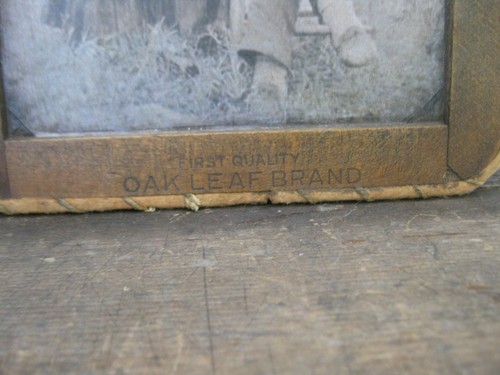 FIRST QUALITY
OAK LEAF BRAND